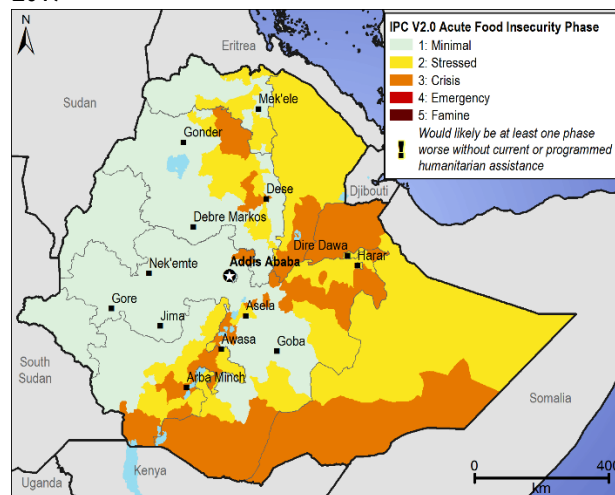 N
IPC V2.0 Acute Food Insecurity Phase
1: Minimal
2: Stressed
3: Crisis
4: Emergency
5: Famine
!
Would likely be at least one phase
worse without current or programmed
humanitarian assistance
Eritrea
Sudan
Mek'ele
Gonder
Djibouti
Dese
Debre Markos
Dire Dawa
Addis Ababa
Harar
Nek'emte
Gore
Asela
Jima
Awasa
Goba
South
Sudan
Arba Minch
Somalia
Uganda
Kenya
0
400
km